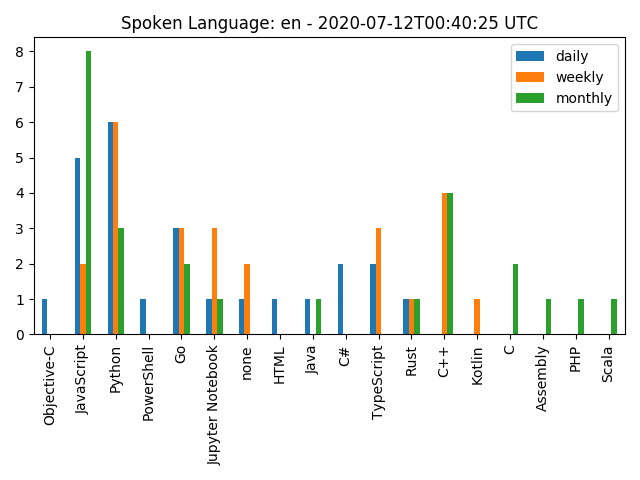 Spoken Language: en - 2020-07-12T00:40:25 UTC
daily
weekly
monthly
8
7
6
5
4
3
2
1
0
Objective-C
JavaScript
Python
PowerShell
Go
Jupyter Notebook
none
HTML
Java
C#
TypeScript
Rust
C++
Kotlin
C
Assembly
PHP
Scala